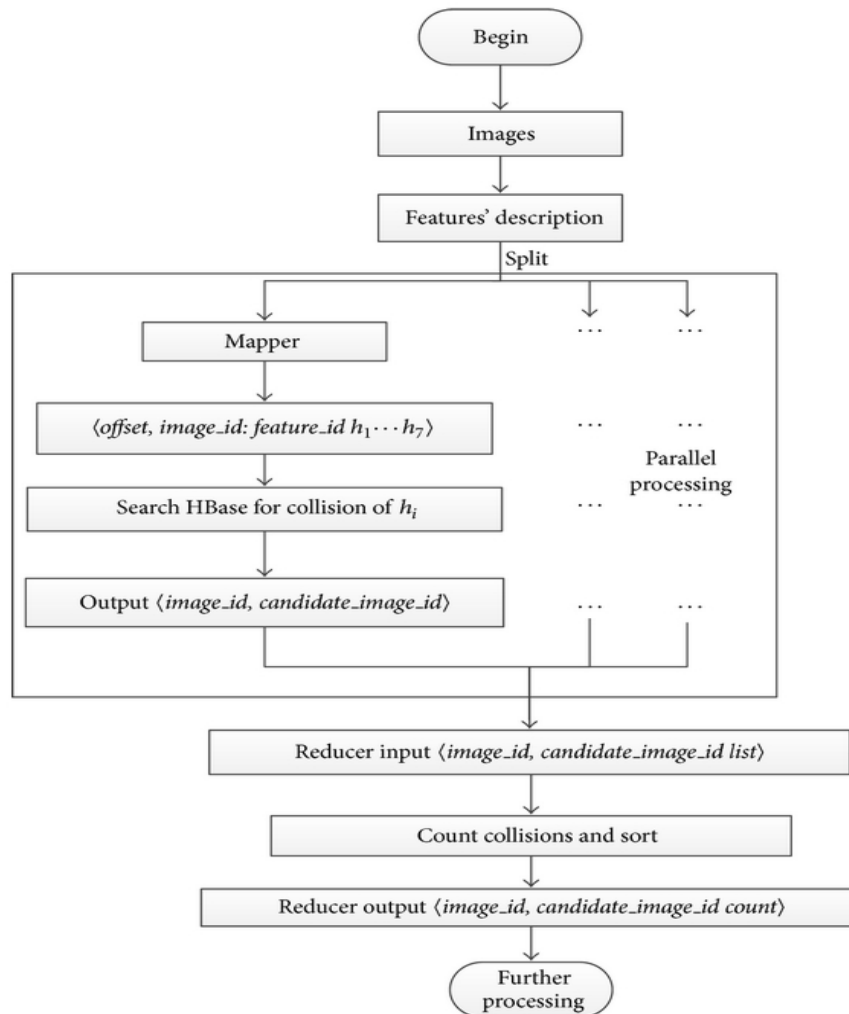 Begin
Images
Features’ description
Split
Mapper
... ...
⟨offset, image_id: feature_id h₁ ⋯ h₇⟩
... ...
Parallel
processing
Search HBase for collision of hᵢ
... ...
Output ⟨image_id, candidate_image_id⟩
... ...
Reducer input ⟨image_id, candidate_image_id list⟩
Count collisions and sort
Reducer output ⟨image_id, candidate_image_id count⟩
Further
processing